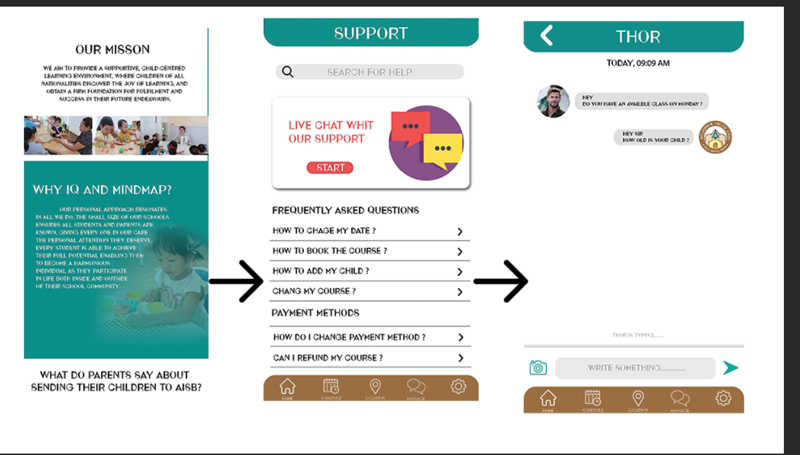 OUR MISSON
WE AIM TO PROVIDE A SUPPORTIVE, CHILD-CENTRED
LEARNING ENVIRONMENT, WHERE CHILDREN OF ALL
NATIONALITIES DISCOVER THE JOY OF LEARNING, AND
OBTAIN A FIRM FOUNDATION FOR FULFILMENT AND
SUCCESS IN THEIR FUTURE ENDEAVOURS.
WHY IQ AND MINDMAP?
OUR PERSONAL APPROACH RESONATES
IN ALL WE DO. THE SMALL SIZE OF OUR SCHOOLS
ENSURES ALL STUDENTS AND PARENTS ARE
KNOWN, GIVING EVERY ONE IN OUR CARE
THE PERSONAL ATTENTION THEY DESERVE.
EVERY STUDENT IS ABLE TO ACHIEVE
THEIR FULL POTENTIAL ENABLING THEM
TO BECOME A HARMONIOUS
INDIVIDUAL AS THEY PARTICIPATE
IN LIFE BOTH INSIDE AND OUTSIDE
OF THEIR SCHOOL COMMUNITY.
WHAT DO PARENTS SAY ABOUT
SENDING THEIR CHILDREN TO AISB?
SUPPORT
SEARCH FOR HELP
LIVE CHAT WHIT
OUR SUPPORT
START
FREQUENTLY ASKED QUESTIONS
HOW TO CHAGE MY DATE ?
HOW TO BOOK THE COURSE ?
HOW TO ADD MY CHILD ?
CHANG MY COURSE ?
PAYMENT METHODS
HOW DO I CHANGE PAYMENT METHOD ?
CAN I REFUND MY COURSE ?
HOME SCHEDULE LOCATION MESSAGE
THOR
TODAY, 09:09 AM
HEY
DO YOU HAVE AN AVAILBLE CLASS ON MONDAY ?
HEY SIR
HOW OLD IS YOUR CHILD ?
THOR IS TYPING......
WRITE SOMETHING............
HOME SCHEDULE LOCATION MESSAGE